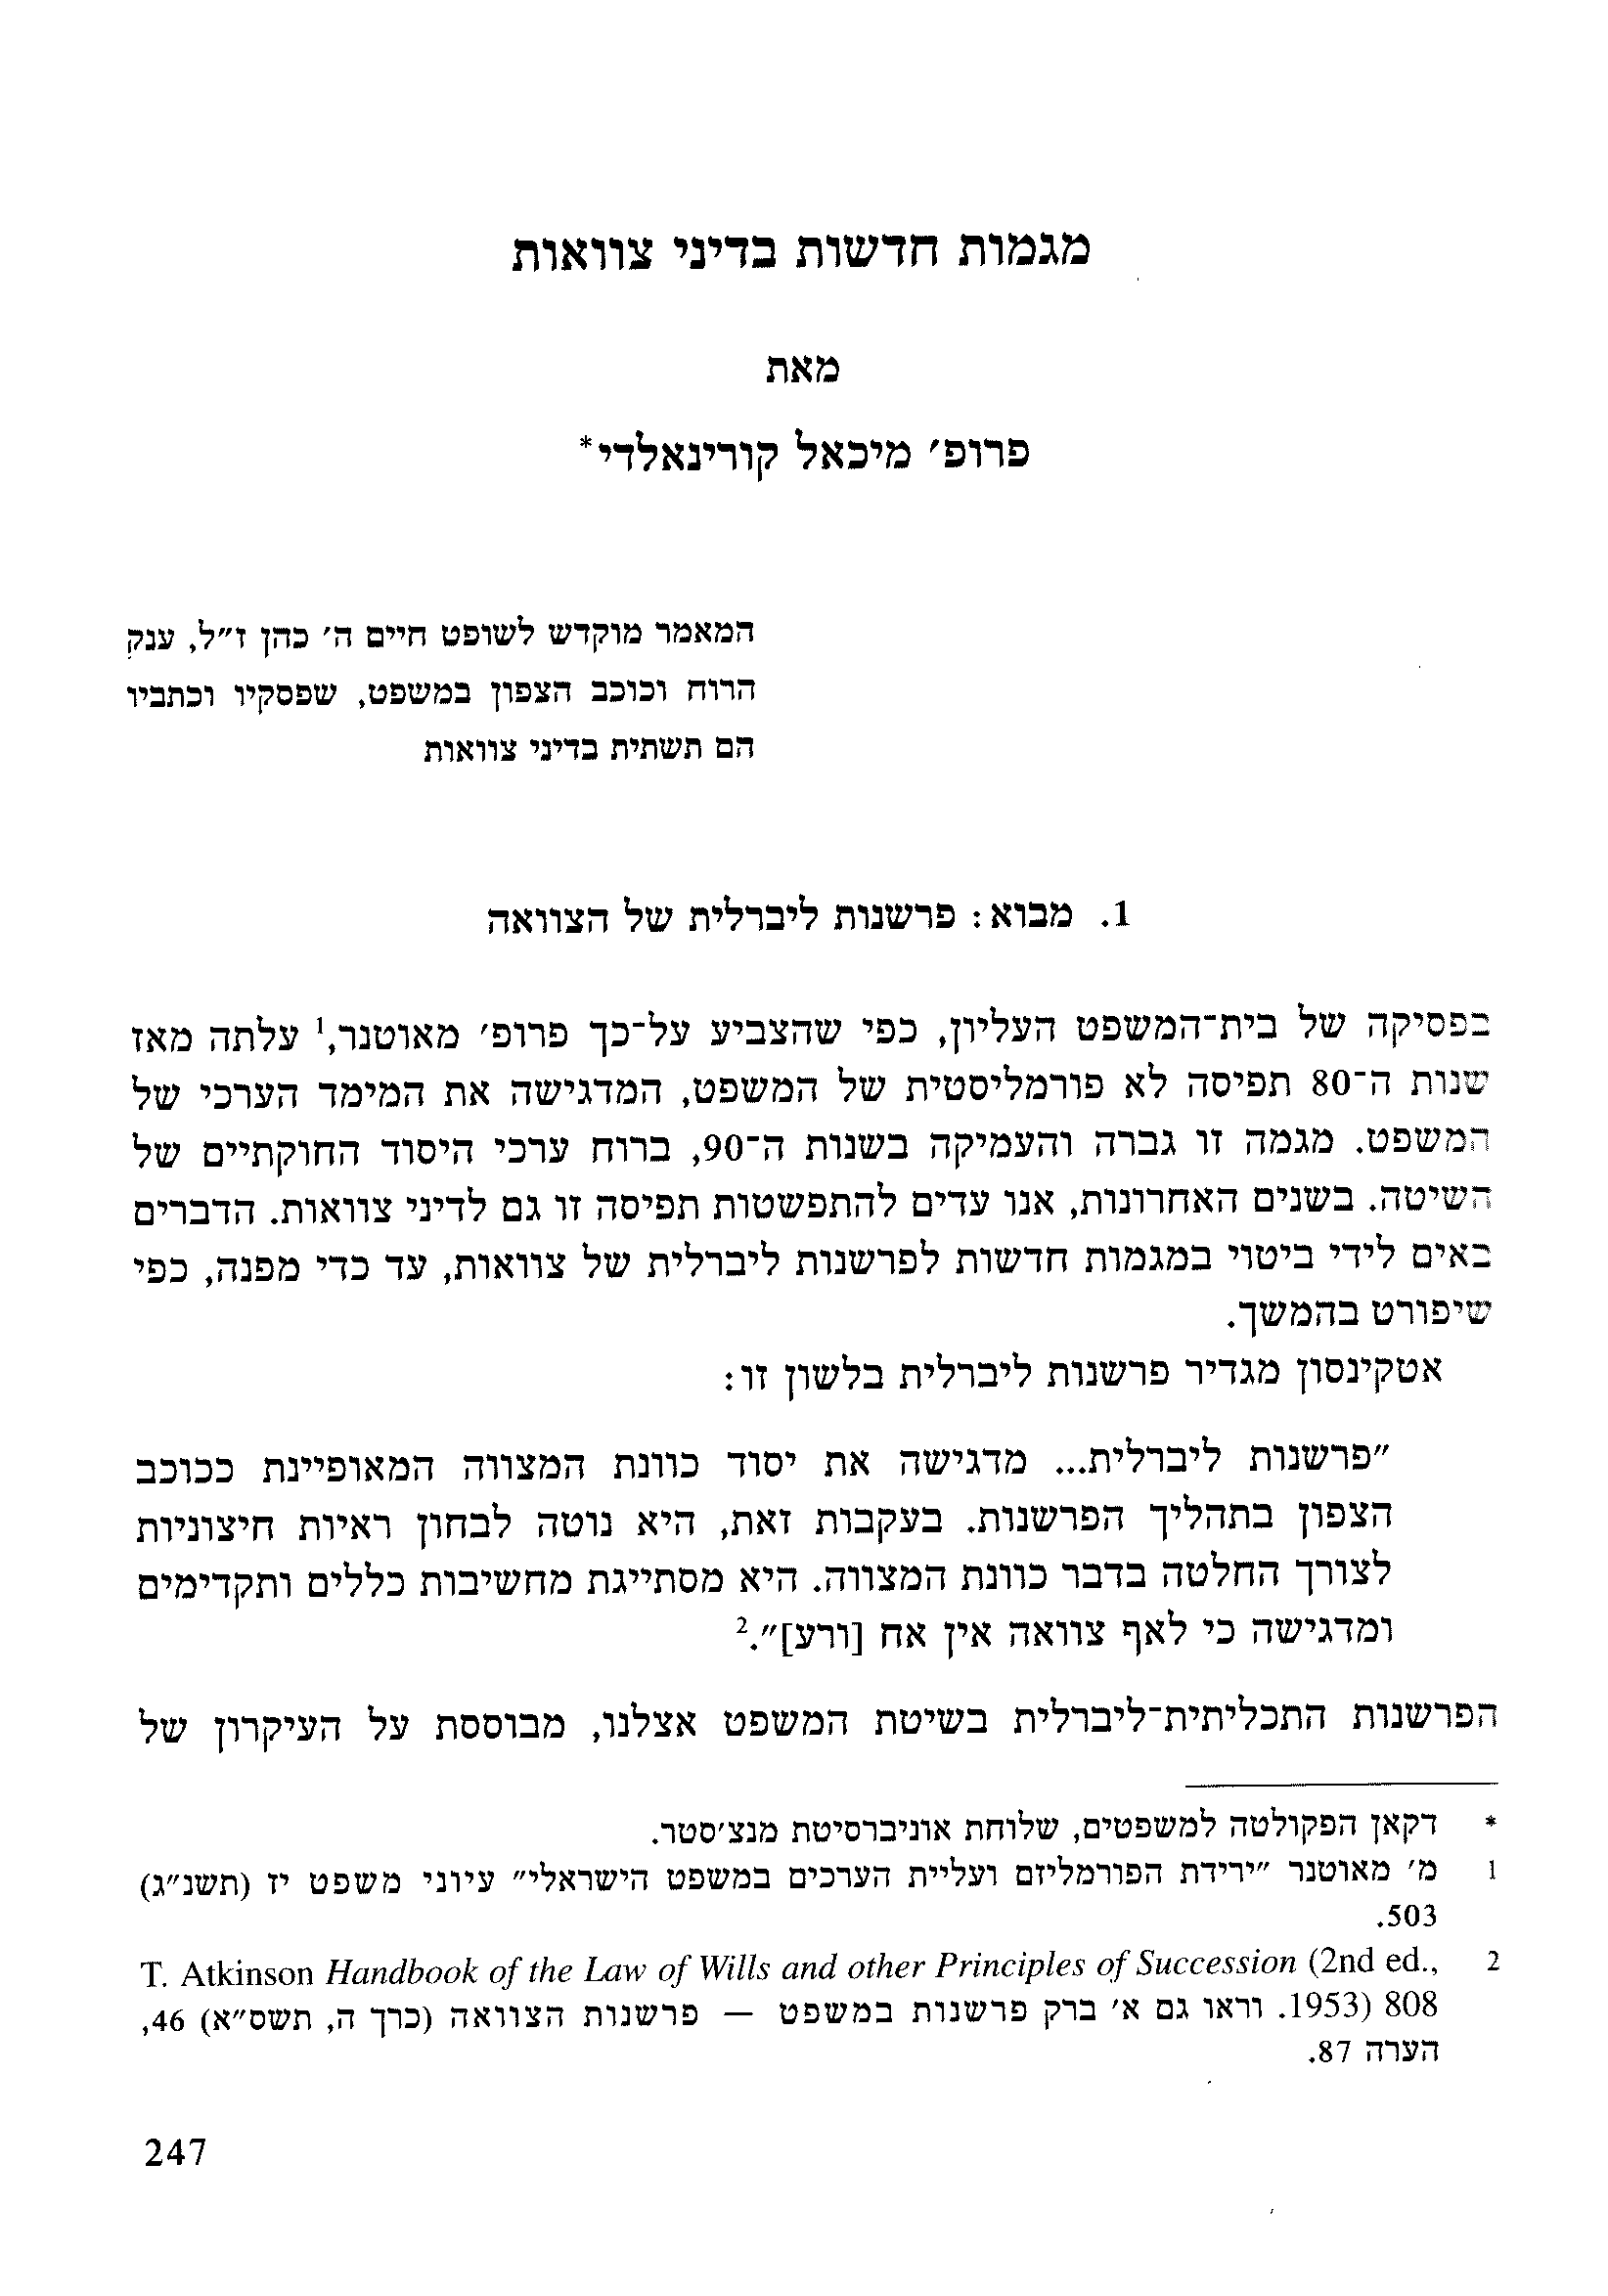 מגמות חדשות בדיני צוואות
מאת
פרופ׳ מיכאל קורינאלדי*
המאמר מוקדש לשופט חיים ה׳ כהן ז״ל, ענק
הרוח וכוכב הצפון במשפט, שפסקיו וכתביו
הם תשתית בדיני צוואות
1. מבוא: פרשנות ליברלית של הצוואה
בפסיקה של בית־המשפט העליון, כפי שהצביע על־כך פרופ׳ מאוטנר,¹ עלתה מאז
שנות ה־80 תפיסה לא פורמליסטית של המשפט, המדגישה את המימד הערכי של
המשפט. מגמה זו גברה והעמיקה בשנות ה־90, ברוח ערכי היסוד החוקתיים של
השיטה. בשנים האחרונות, אנו עדים להתפשטות תפיסה זו גם לדיני צוואות. הדברים
באים לידי ביטוי במגמות חדשות לפרשנות ליברלית של צוואות, עד כדי מפנה, כפי
שיפורט בהמשך.
אטקינסון מגדיר פרשנות ליברלית בלשון זו:
״פרשנות ליברלית... מדגישה את יסוד כוונת המצווה המאופיינת ככוכב
הצפון בתהליך הפרשנות. בעקבות זאת, היא נוטה לבחון ראיות חיצוניות
לצורך החלטה בדבר כוונת המצווה. היא מסתייגת מחשיבות כללים ותקדימים
ומדגישה כי לאף צוואה אין אח [ורע]״.²
הפרשנות התכליתית־ליברלית בשיטת המשפט אצלנו, מבוססת על העיקרון של
* דקאן הפקולטה למשפטים, שלוחת אוניברסיטת מנצ׳סטר.
1 מ׳ מאוטנר ״ירידת הפורמליזם ועליית הערכים במשפט הישראלי״ עיוני משפט יז (תשנ״ג)
503.
2 T. Atkinson Handbook of the Law of Wills and other Principles of Succession (2nd ed.,
1953) 808. וראו גם א׳ ברק פרשנות במשפט — פרשנות הצוואה (כרך ה, תשס״א) 46,
הערה 87.
247